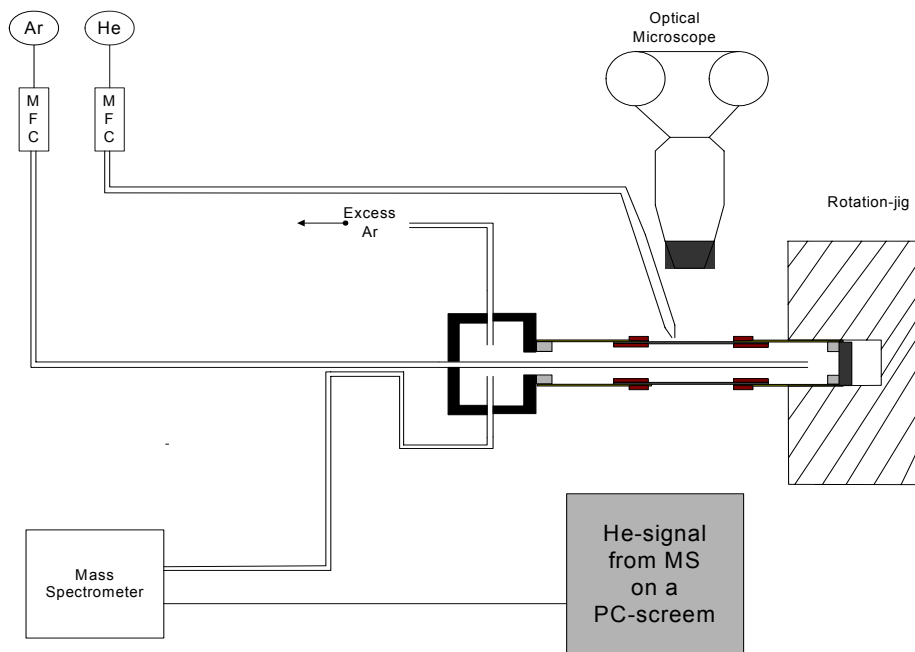 Ar
He
M
F
C
M
F
C
Optical
Microscope
Rotation-jig
Excess
Ar
Mass
Spectrometer
He-signal
from MS
on a
PC-screem